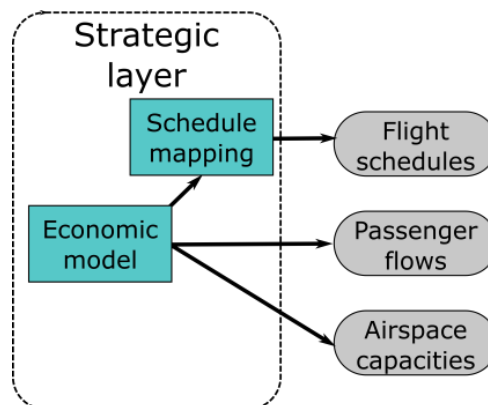 Strategic
layer
Schedule
mapping
Flight
schedules
Economic
model
Passenger
flows
Airspace
capacities